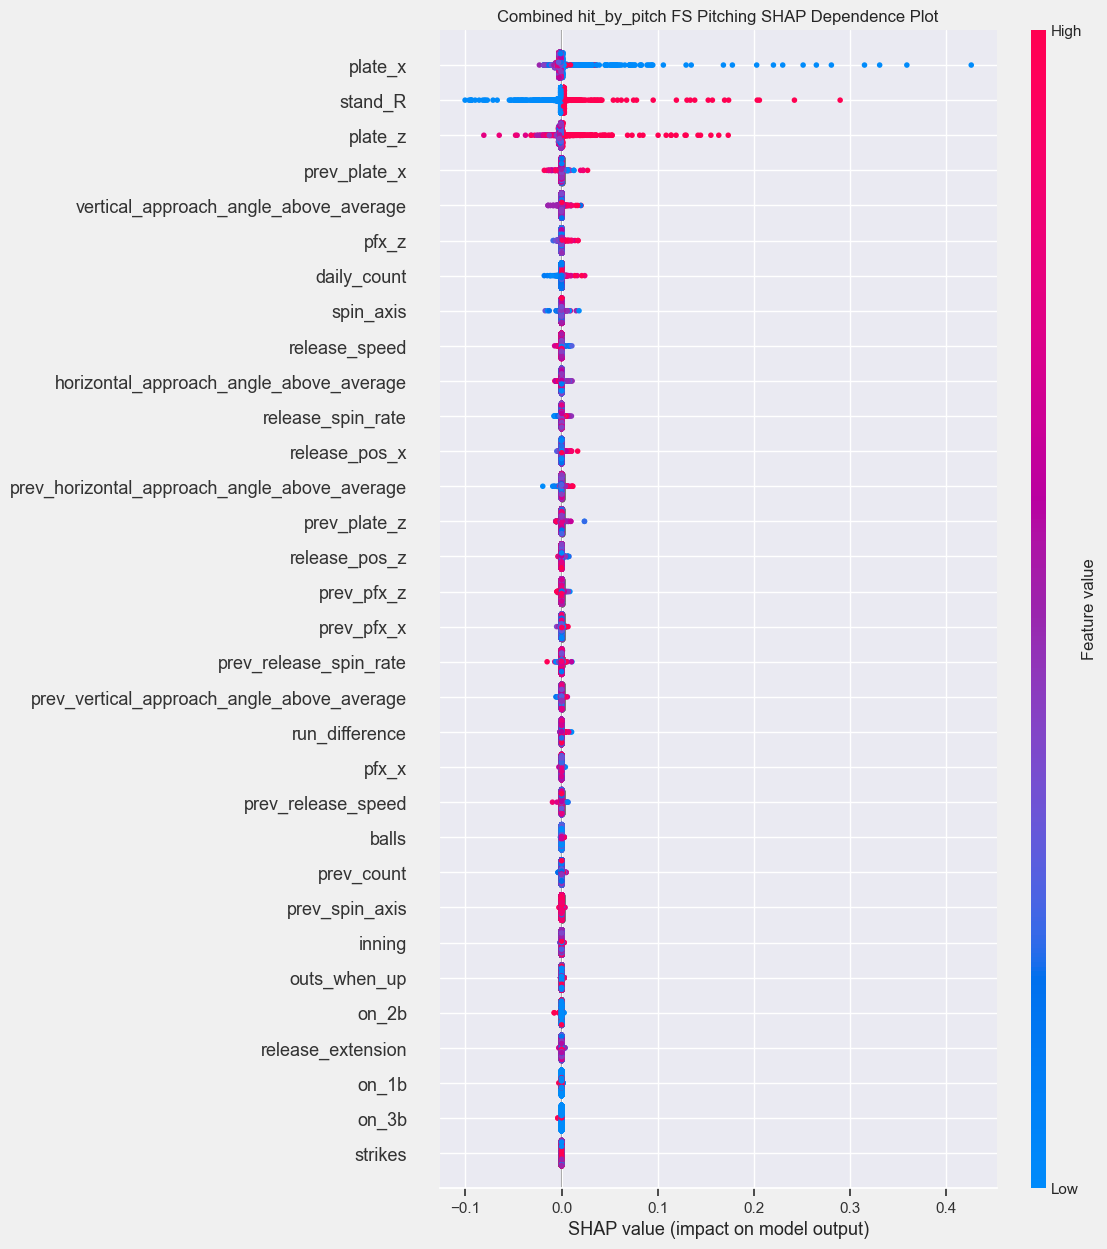 Combined hit_by_pitch FS Pitching SHAP Dependence Plot
High
plate_x
stand_R
plate_z
prev_plate_x
vertical_approach_angle_above_average
pfx_z
daily_count
spin_axis
release_speed
horizontal_approach_angle_above_average
release_spin_rate
release_pos_x
prev_horizontal_approach_angle_above_average
prev_plate_z
release_pos_z
prev_pfx_z
prev_pfx_x
prev_release_spin_rate
prev_vertical_approach_angle_above_average
run_difference
pfx_x
prev_release_speed
balls
prev_count
prev_spin_axis
inning
outs_when_up
on_2b
release_extension
on_1b
on_3b
strikes
Feature value
Low
−0.1 0.0 0.1 0.2 0.3 0.4
SHAP value (impact on model output)